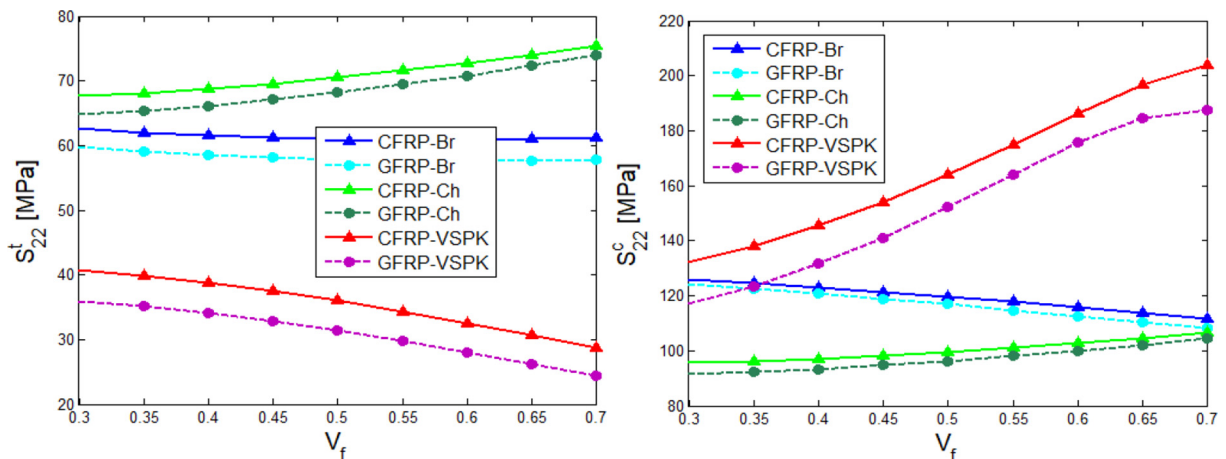 80
70
60
50
40
30
20
S^t_22 [MPa]
CFRP-Br
GFRP-Br
CFRP-Ch
GFRP-Ch
CFRP-VSPK
GFRP-VSPK
0.3 0.35 0.4 0.45 0.5 0.55 0.6 0.65 0.7
V_f
220
200
180
160
140
120
100
80
S^c_22 [MPa]
CFRP-Br
GFRP-Br
CFRP-Ch
GFRP-Ch
CFRP-VSPK
GFRP-VSPK
0.3 0.35 0.4 0.45 0.5 0.55 0.6 0.65 0.7
V_f